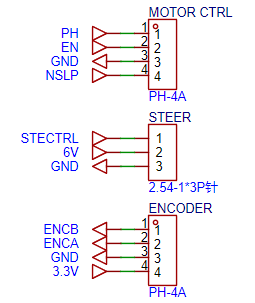 MOTOR CTRL
PH 1 1
EN 2 2
GND 3 3
NSLP 4 4
PH-4A
STEER
STECTRL 1
6V 2
GND 3
2.54-1*3P针
ENCODER
ENCB 1 1
ENCA 2 2
GND 3 3
3.3V 4 4
PH-4A